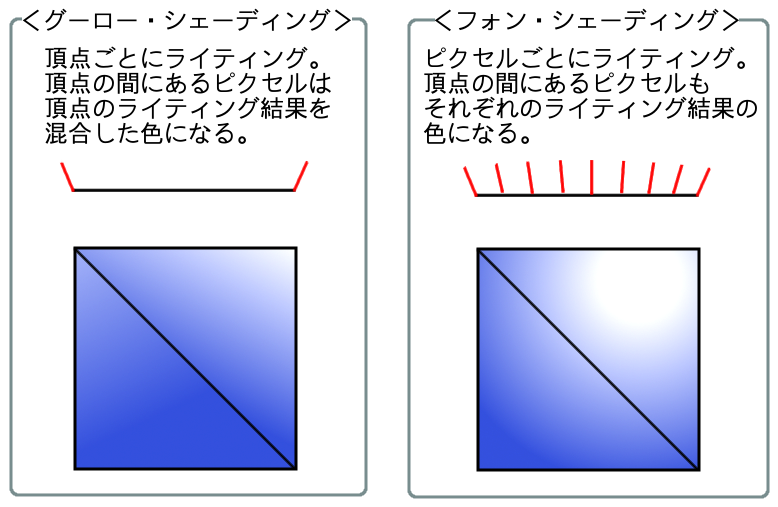 ＜グーロー・シェーディング＞
頂点ごとにライティング。
頂点の間にあるピクセルは
頂点のライティング結果を
混合した色になる。
＜フォン・シェーディング＞
ピクセルごとにライティング。
頂点の間にあるピクセルも
それぞれのライティング結果の
色になる。